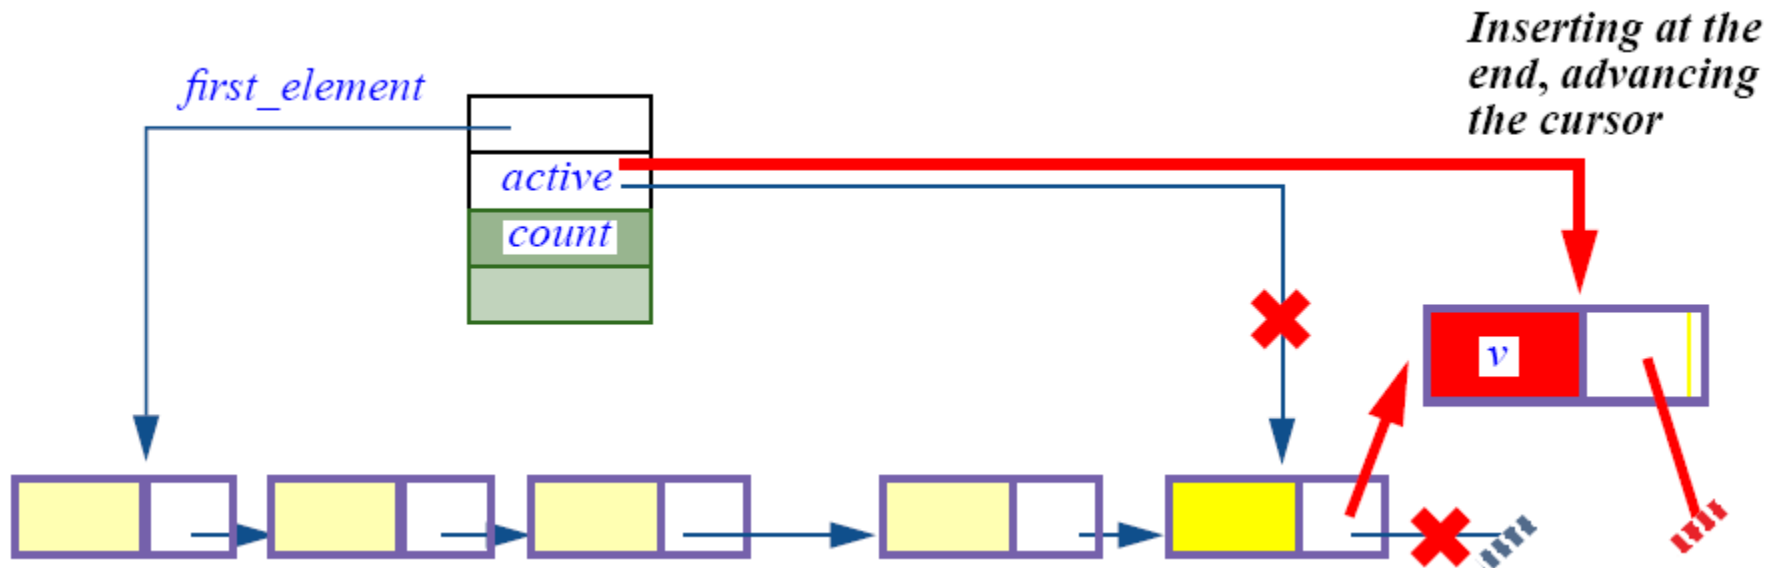 Inserting at the
end, advancing
the cursor
first_element
active
count
v